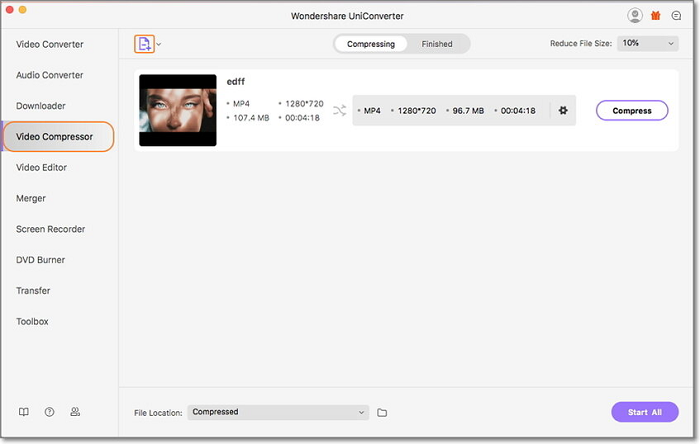 Wondershare UniConverter
Video Converter
Audio Converter
Downloader
Video Compressor
Video Editor
Merger
Screen Recorder
DVD Burner
Transfer
Toolbox
Compressing
Finished
Reduce File Size: 10%
edff
MP4 1280*720
107.4 MB 00:04:18
MP4 1280*720 96.7 MB 00:04:18
Compress
File Location: Compressed
Start All